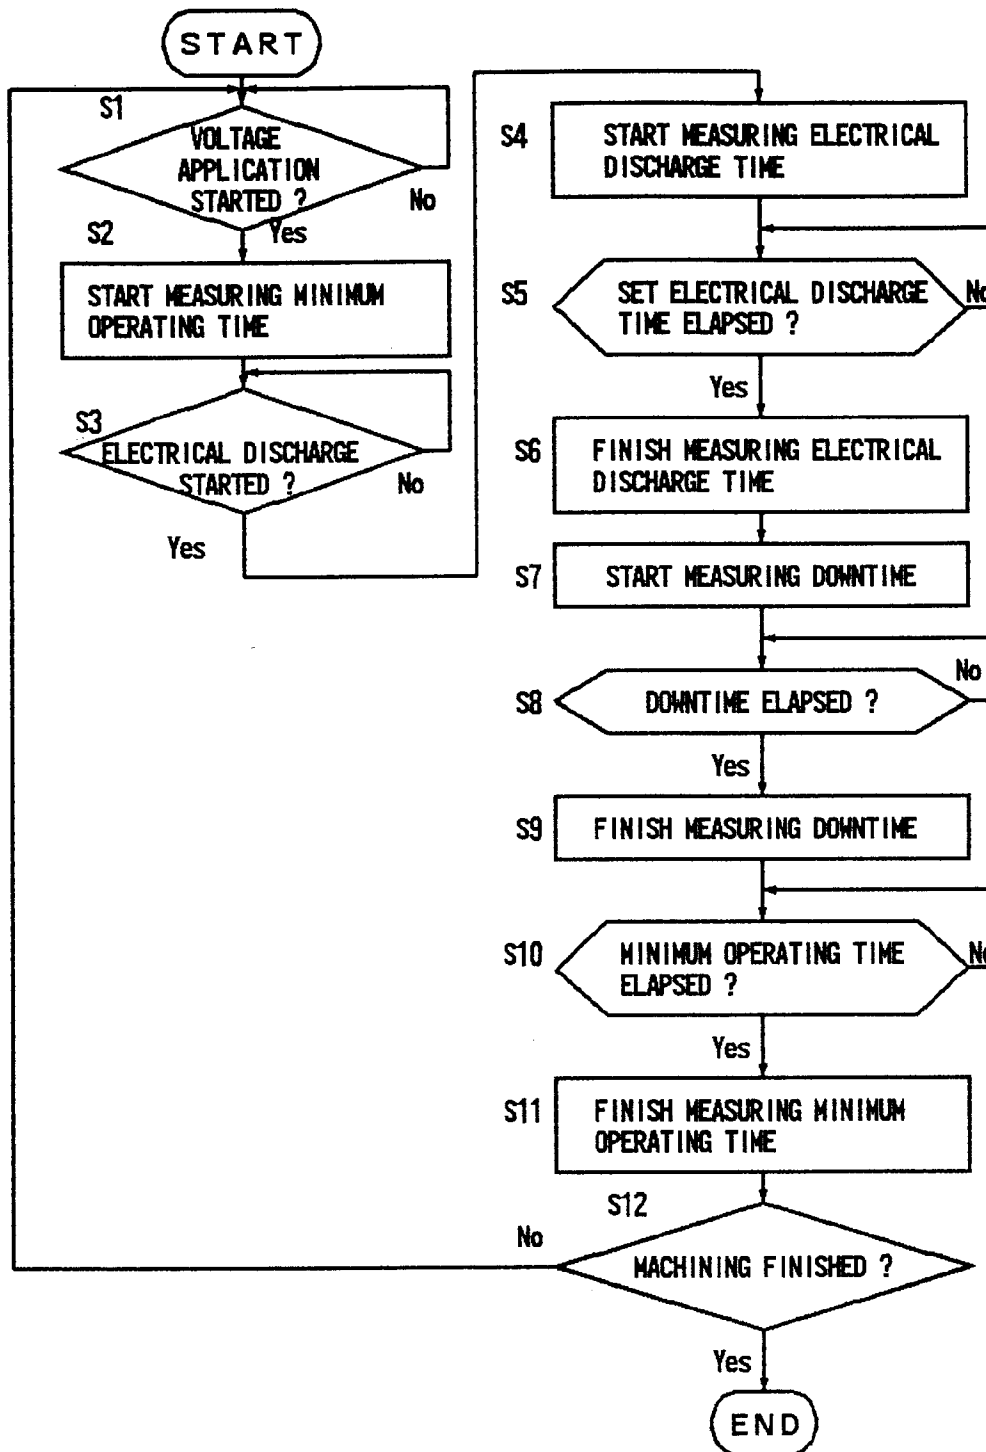 START
S1
VOLTAGE
APPLICATION
STARTED ?
No
Yes
S2
START MEASURING MINIMUM
OPERATING TIME
S3
ELECTRICAL DISCHARGE
STARTED ?
No
Yes
S4
START MEASURING ELECTRICAL
DISCHARGE TIME
S5
SET ELECTRICAL DISCHARGE
TIME ELAPSED ?
No
Yes
S6
FINISH MEASURING ELECTRICAL
DISCHARGE TIME
S7
START MEASURING DOWNTIME
S8
DOWNTIME ELAPSED ?
No
Yes
S9
FINISH MEASURING DOWNTIME
S10
MINIMUM OPERATING TIME
ELAPSED ?
No
Yes
S11
FINISH MEASURING MINIMUM
OPERATING TIME
S12
No
MACHINING FINISHED ?
Yes
END